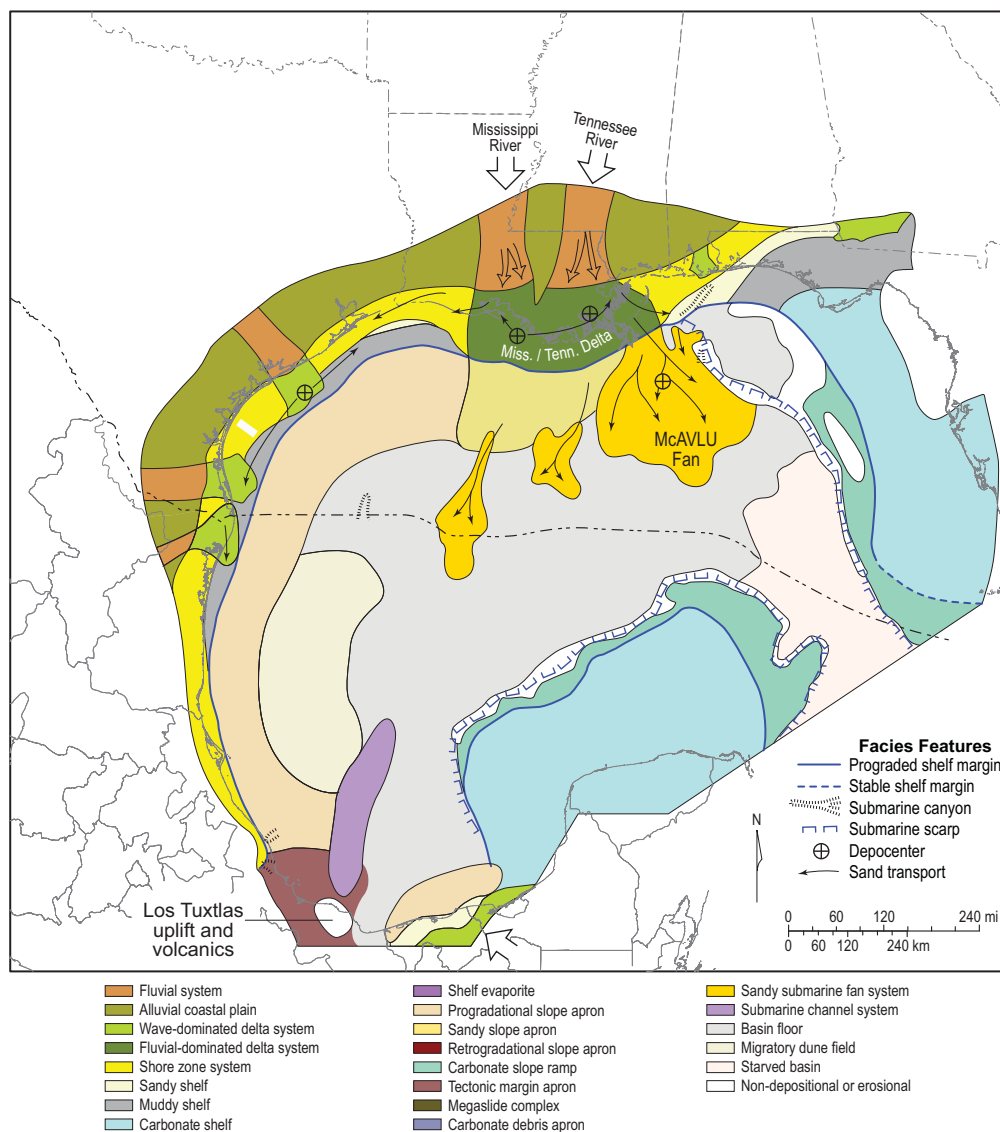 Mississippi
River
Tennessee
River
Miss. / Tenn. Delta
McAVLU
Fan
Los Tuxtlas
uplift and
volcanics
Facies Features
Prograded shelf margin
Stable shelf margin
Submarine canyon
Submarine scarp
Depocenter
Sand transport
N
0 60 120 240 mi
0 60 120 240 km
Fluvial system
Alluvial coastal plain
Wave-dominated delta system
Fluvial-dominated delta system
Shore zone system
Sandy shelf
Muddy shelf
Carbonate shelf
Shelf evaporite
Progradational slope apron
Sandy slope apron
Retrogradational slope apron
Carbonate slope ramp
Tectonic margin apron
Megaslide complex
Carbonate debris apron
Sandy submarine fan system
Submarine channel system
Basin floor
Migratory dune field
Starved basin
Non-depositional or erosional